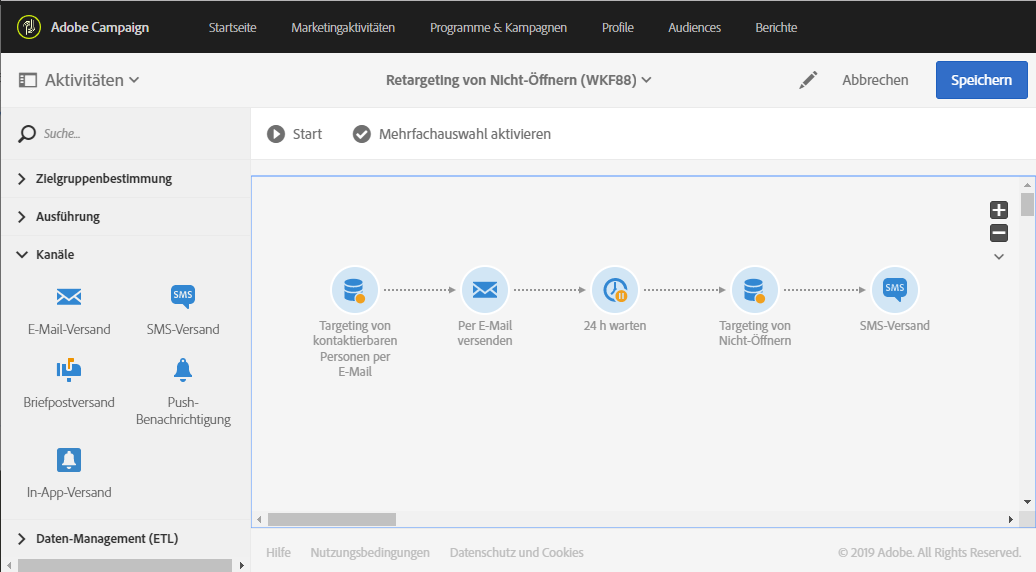 Adobe Campaign Startseite Marketingaktivitäten Programme & Kampagnen Profile Audiences Berichte
Aktivitäten Retargeting von Nicht-Öffnern (WKF88) Abbrechen Speichern
Suche... Start Mehrfachauswahl aktivieren
Zielgruppenbestimmung
Ausführung
Kanäle
E-Mail-Versand SMS-Versand
Briefpostversand Push-
Benachrichtigung
In-App-Versand
Daten-Management (ETL)
Targeting von
kontaktierbaren
Personen per
E-Mail
Per E-Mail
versenden
24 h warten
Targeting von
Nicht-Öffnern
SMS
SMS-Versand
SMS
Hilfe Nutzungsbedingungen Datenschutz und Cookies © 2019 Adobe. All Rights Reserved.